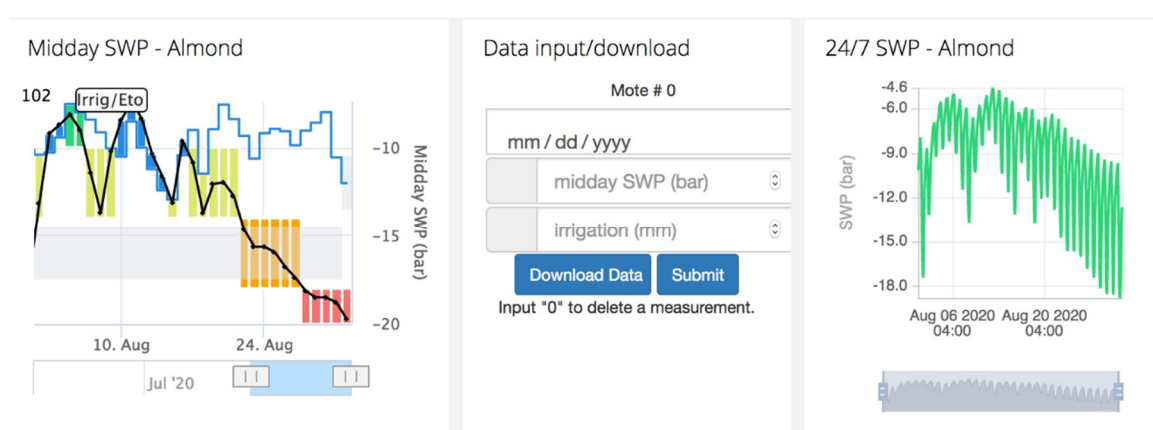 Midday SWP - Almond
102
Irrig/Eto
-10
-15
-20
Midday SWP (bar)
10. Aug
24. Aug
Jul '20
Data input/download
Mote # 0
mm / dd / yyyy
midday SWP (bar)
irrigation (mm)
Download Data
Submit
Input "0" to delete a measurement.
24/7 SWP - Almond
-4.6
-6.0
-9.0
-12.0
-15.0
-18.0
SWP (bar)
Aug 06 2020
04:00
Aug 20 2020
04:00